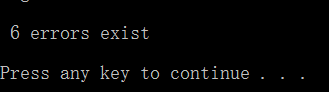 6 errors exist
Press any key to continue . . .